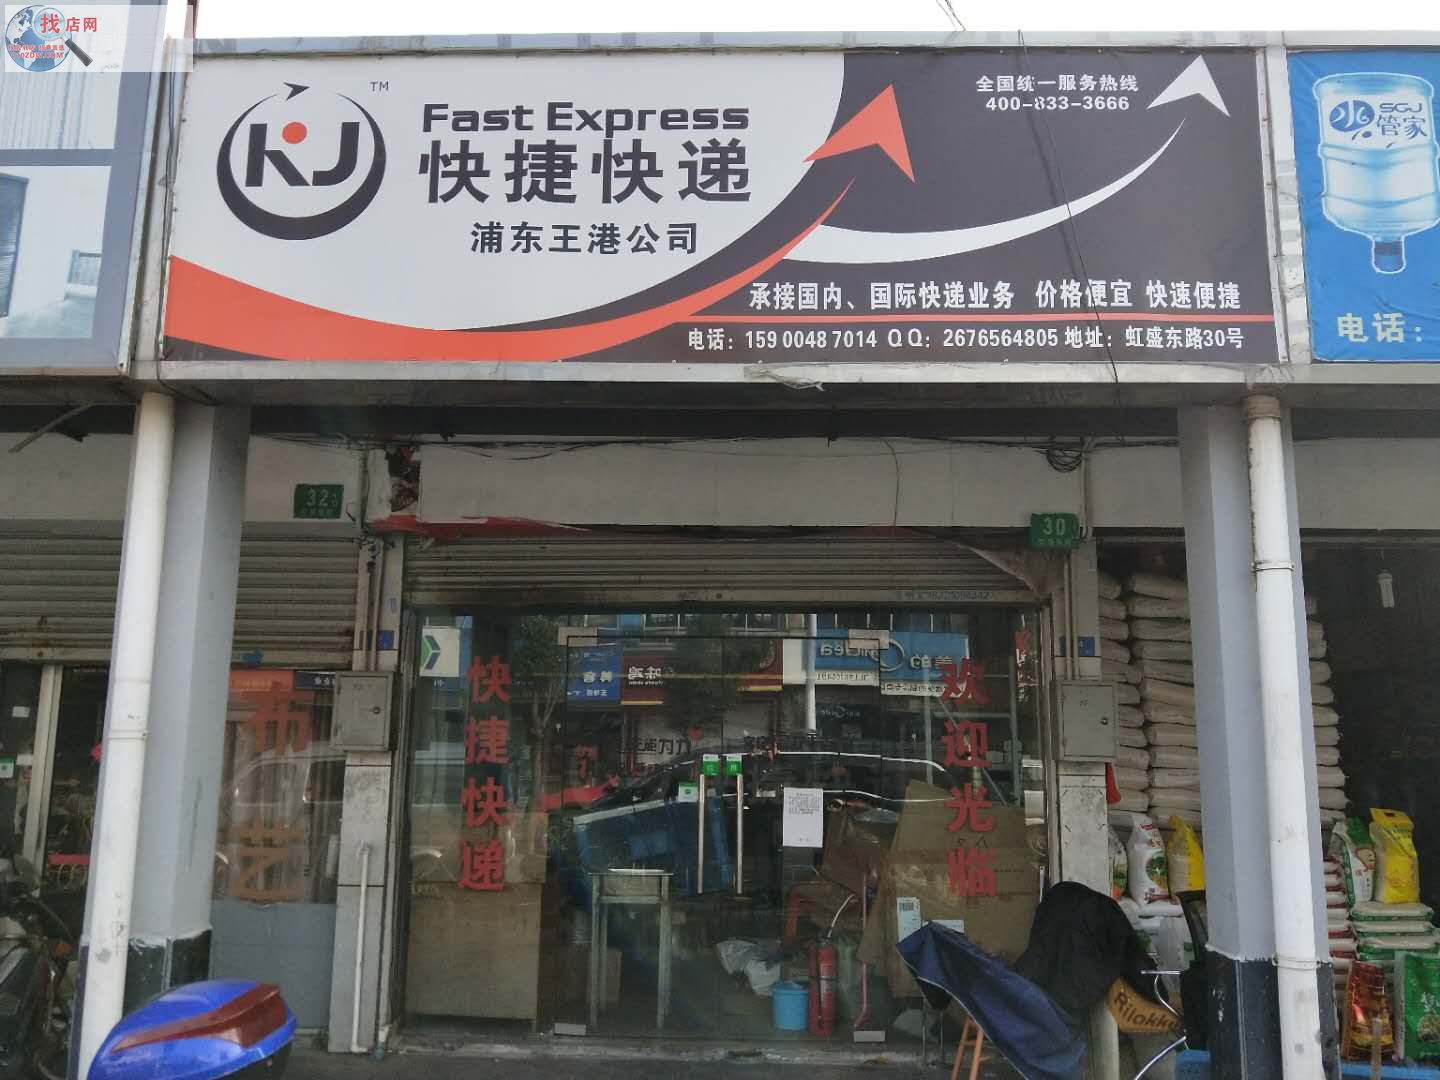 找店网
KJ
TM
Fast Express
快捷快递
浦东王港公司
全国统一服务热线
400-833-3666
承接国内、国际快递业务 价格便宜 快速便捷
电话：15900487014 QQ：2676564805 地址：虹盛东路30号
水
SGJ
管家
电话：
32
30
快捷快递
欢迎光临
布艺
Rilakku